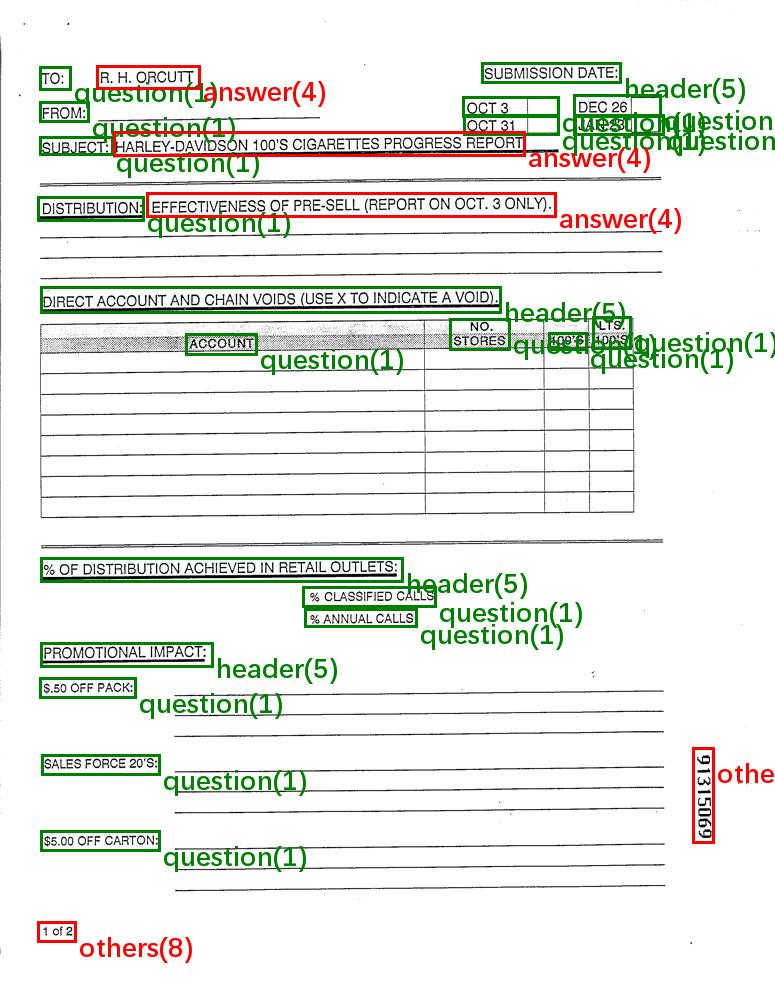 TO: R. H. ORCUTT SUBMISSION DATE:
question(1) answer(4) header(5)
FROM: OCT 3 DEC 26
question(1) question(1) question
SUBJECT: HARLEY-DAVIDSON 100'S CIGARETTES PROGRESS REPORT OCT 31
question(1) answer(4) question(1) question
DISTRIBUTION: EFFECTIVENESS OF PRE-SELL (REPORT ON OCT. 3 ONLY).
question(1) answer(4)
DIRECT ACCOUNT AND CHAIN VOIDS (USE X TO INDICATE A VOID).
header(5)
ACCOUNT NO. STORES 100'S LTS. 100'S
question(1) question(1) question(1) question(1)
% OF DISTRIBUTION ACHIEVED IN RETAIL OUTLETS:
header(5)
% CLASSIFIED CALLS
question(1)
% ANNUAL CALLS
question(1)
PROMOTIONAL IMPACT:
header(5)
$.50 OFF PACK:
question(1)
SALES FORCE 20'S:
question(1)
91315069
othe
$5.00 OFF CARTON:
question(1)
1 of 2
others(8)